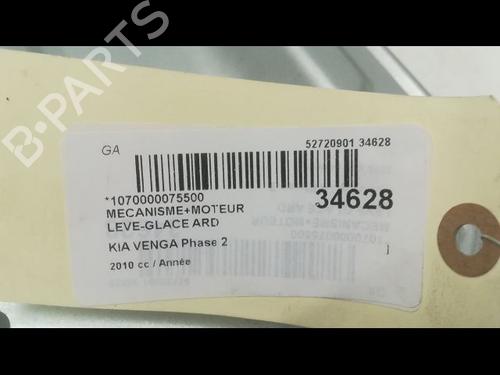 B-PARTS
GA
52720901 34628
*1070000075500
34628
MECANISME+MOTEUR
LEVE-GLACE ARD
KIA VENGA Phase 2
2010 cc / Année